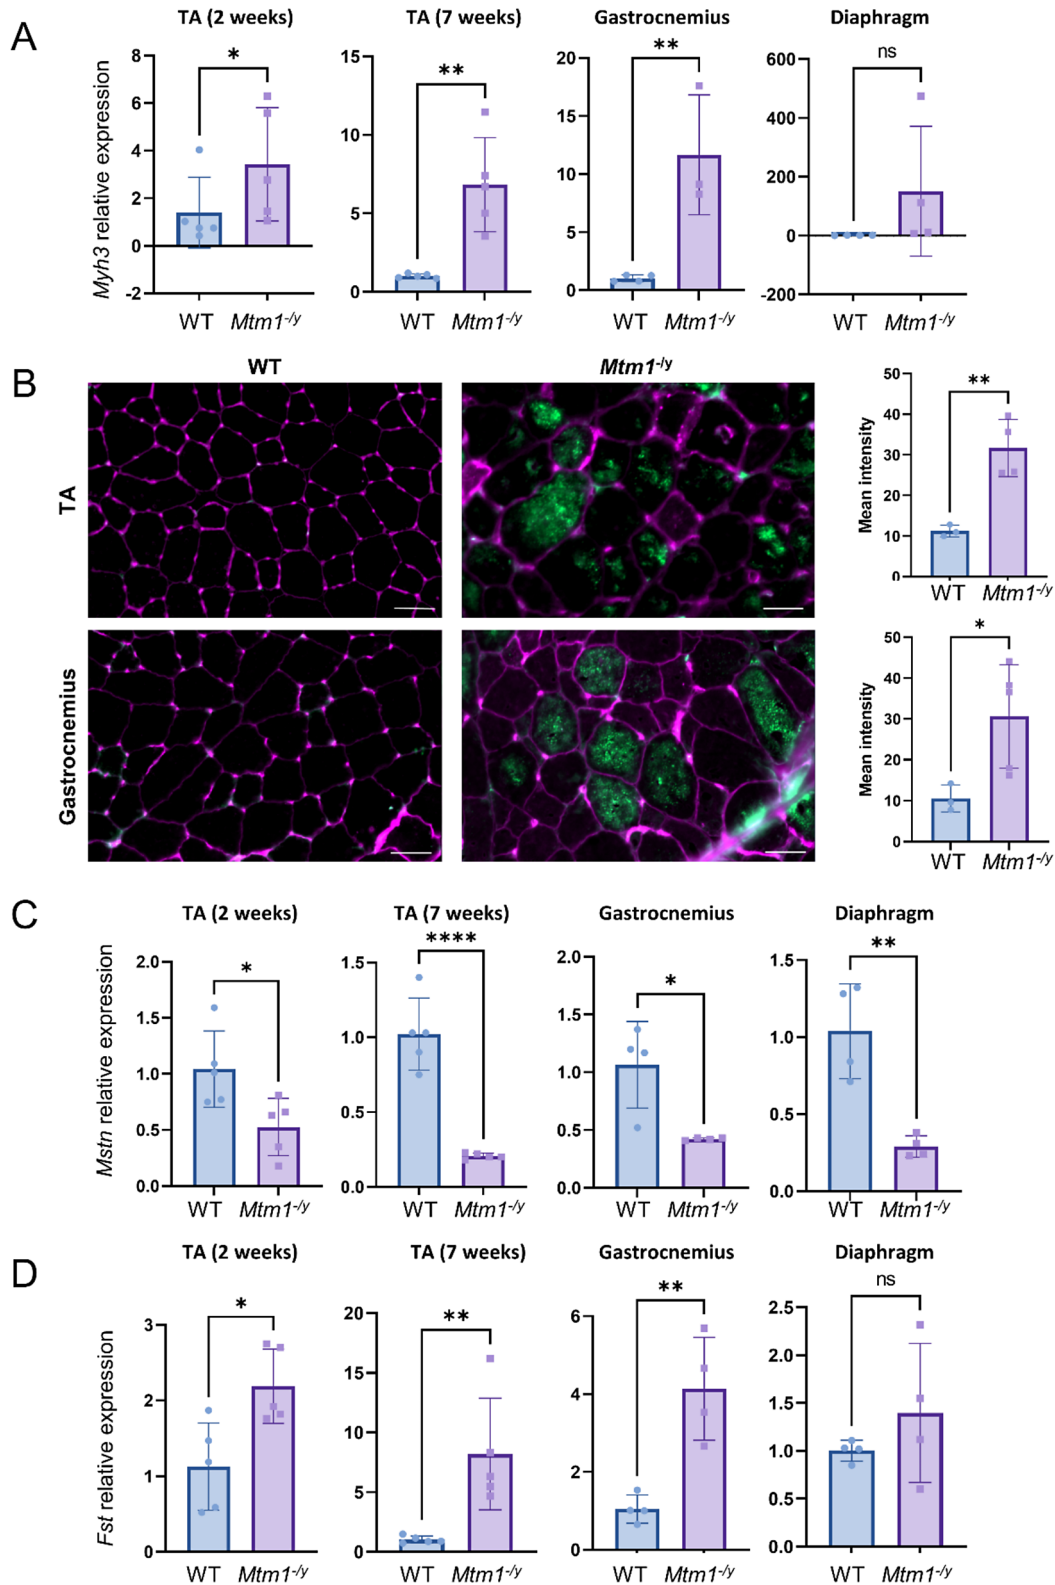 A
TA (2 weeks)
TA (7 weeks)
Gastrocnemius
Diaphragm
Myh3 relative expression
8
6
4
2
0
-2
*
WT
Mtm1-/y
15
10
5
0
**
WT
Mtm1-/y
20
15
10
5
0
**
WT
Mtm1-/y
600
400
200
0
-200
ns
WT
Mtm1-/y
B
WT
Mtm1-/y
TA
Gastrocnemius
Mean intensity
50
40
30
20
10
0
**
WT
Mtm1-/y
Mean intensity
50
40
30
20
10
0
*
WT
Mtm1-/y
C
TA (2 weeks)
TA (7 weeks)
Gastrocnemius
Diaphragm
Mstn relative expression
2.0
1.5
1.0
0.5
0.0
*
WT
Mtm1-/y
1.5
1.0
0.5
0.0
****
WT
Mtm1-/y
2.0
1.5
1.0
0.5
0.0
*
WT
Mtm1-/y
1.5
1.0
0.5
0.0
**
WT
Mtm1-/y
D
TA (2 weeks)
TA (7 weeks)
Gastrocnemius
Diaphragm
Fst relative expression
3
2
1
0
*
WT
Mtm1-/y
20
15
10
5
0
**
WT
Mtm1-/y
6
4
2
0
**
WT
Mtm1-/y
2.5
2.0
1.5
1.0
0.5
0.0
ns
WT
Mtm1-/y